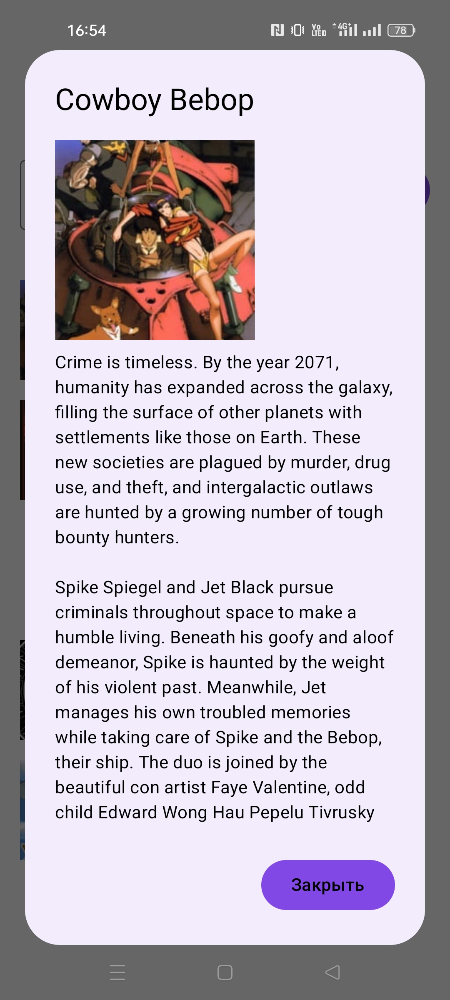 16:54
Vo
LTE D
4G+
78
Cowboy Bebop
Crime is timeless. By the year 2071,
humanity has expanded across the galaxy,
filling the surface of other planets with
settlements like those on Earth. These
new societies are plagued by murder, drug
use, and theft, and intergalactic outlaws
are hunted by a growing number of tough
bounty hunters.
Spike Spiegel and Jet Black pursue
criminals throughout space to make a
humble living. Beneath his goofy and aloof
demeanor, Spike is haunted by the weight
of his violent past. Meanwhile, Jet
manages his own troubled memories
while taking care of Spike and the Bebop,
their ship. The duo is joined by the
beautiful con artist Faye Valentine, odd
child Edward Wong Hau Pepelu Tivrusky
Закрыть